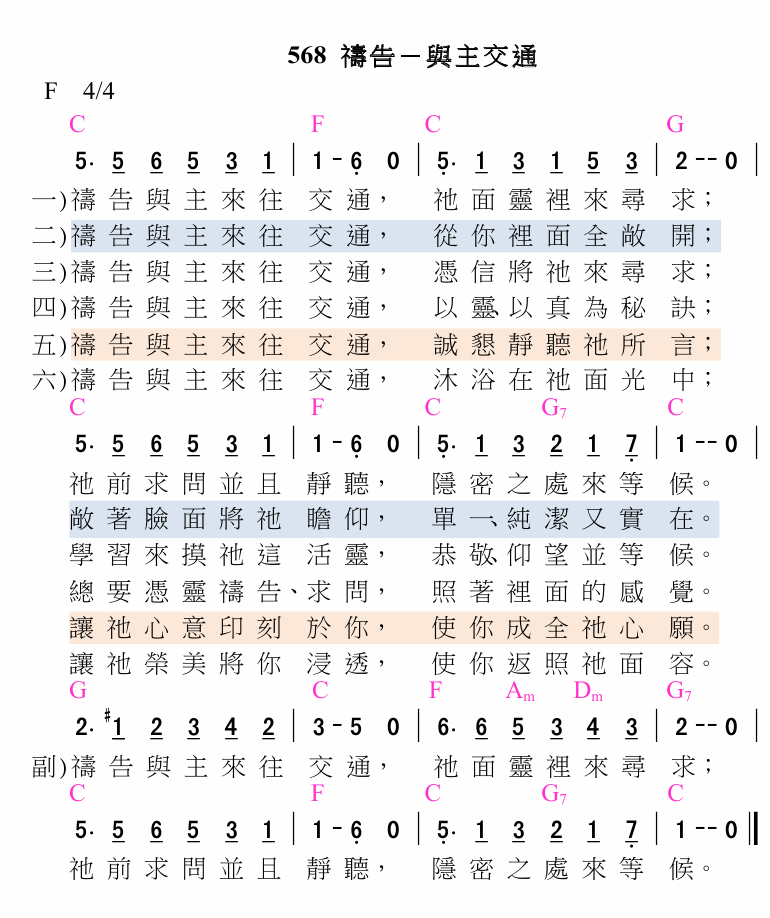 568 禱告－與主交通
F 4/4
C F C G
5· 5 6 5 3 1 | 1 - 6 0 | 5· 1 3 1 5 3 | 2 -- 0 |
一)禱告與主來往 交通， 祂面靈裡來尋 求；
二)禱告與主來往 交通， 從你裡面全敞 開；
三)禱告與主來往 交通， 憑信將祂來尋 求；
四)禱告與主來往 交通， 以靈、以真為秘 訣；
五)禱告與主來往 交通， 誠懇靜聽祂所 言；
六)禱告與主來往 交通， 沐浴在祂面光 中；
C F C G7 C
5· 5 6 5 3 1 | 1 - 6 0 | 5· 1 3 2 1 7 | 1 -- 0 |
祂前求問並且 靜聽， 隱密之處來等 候。
敞著臉面將祂 瞻仰， 單一、純潔又實 在。
學習來摸祂這 活靈， 恭敬、仰望並等 候。
總要憑靈禱告、求問， 照著裡面的感 覺。
讓祂心意印刻 於你， 使你成全祂心 願。
讓祂榮美將你 浸透， 使你返照祂面 容。
G C F Am Dm G7
2· #1 2 3 4 2 | 3 - 5 0 | 6· 6 5 3 4 3 | 2 -- 0 |
副)禱告與主來往 交通， 祂面靈裡來尋 求；
C F C G7 C
5· 5 6 5 3 1 | 1 - 6 0 | 5· 1 3 2 1 7 | 1 -- 0 ‖
祂前求問並且 靜聽， 隱密之處來等 候。